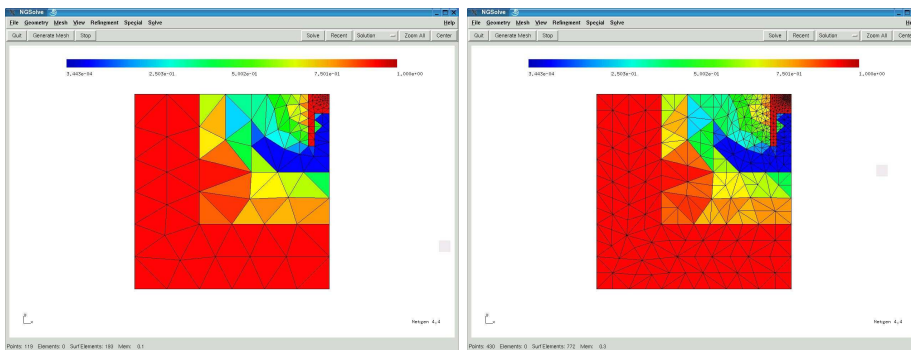 NGSolve
File Geometry Mesh View Refinement Special Solve Help
Quit Generate Mesh Stop Solve Recent Solution Zoom All Center
3,443e-04 2,503e-01 5,002e-01 7,501e-01 1,000e+00
Netgen 4.4
Points: 119 Elements: 0 Surf Elements: 193 Mem: 0.1
NGSolve
File Geometry Mesh View Refinement Special Solve Help
Quit Generate Mesh Stop Solve Recent Solution Zoom All Center
3,443e-04 2,503e-01 5,002e-01 7,501e-01 1,000e+00
Netgen 4.4
Points: 430 Elements: 0 Surf Elements: 772 Mem: 0.3